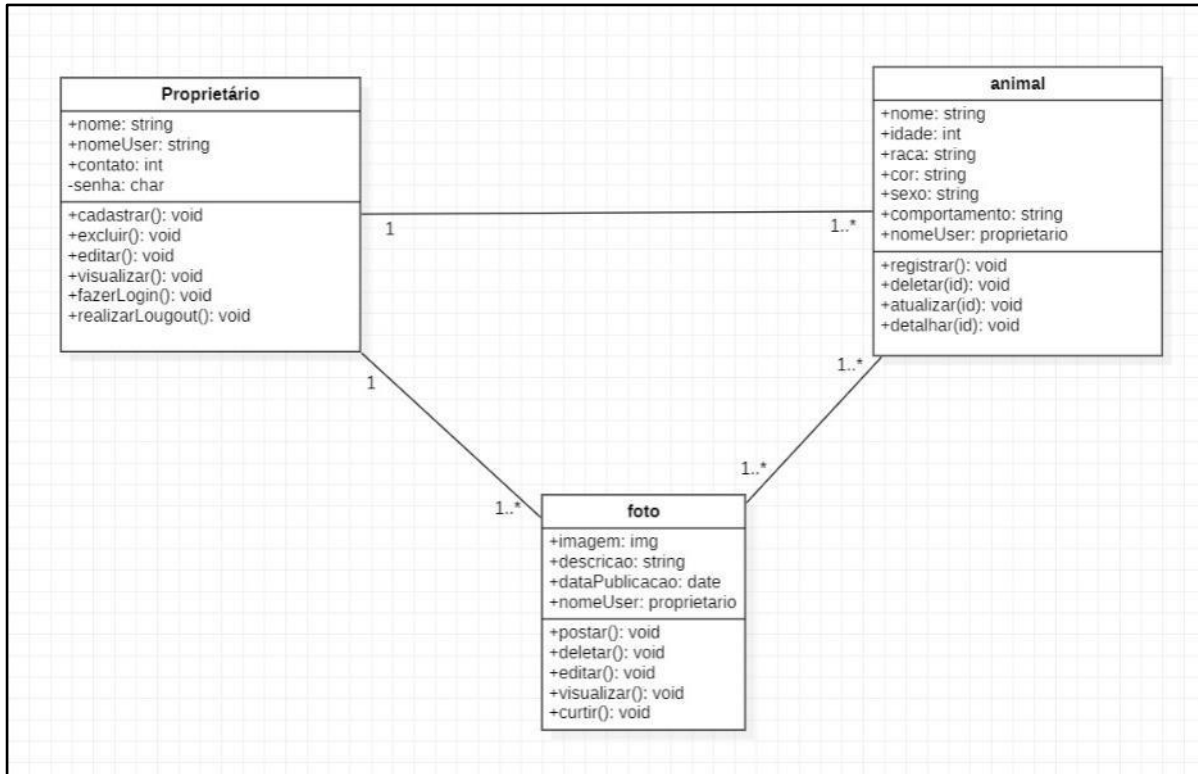 Proprietário
+nome: string
+nomeUser: string
+contato: int
-senha: char
+cadastrar(): void
+excluir(): void
+editar(): void
+visualizar(): void
+fazerLogin(): void
+realizarLougout(): void
1
1..*
animal
+nome: string
+idade: int
+raca: string
+cor: string
+sexo: string
+comportamento: string
+nomeUser: proprietario
+registrar(): void
+deletar(id): void
+atualizar(id): void
+detalhar(id): void
1..*
1
1..*
1..*
foto
+imagem: img
+descricao: string
+dataPublicacao: date
+nomeUser: proprietario
+postar(): void
+deletar(): void
+editar(): void
+visualizar(): void
+curtir(): void